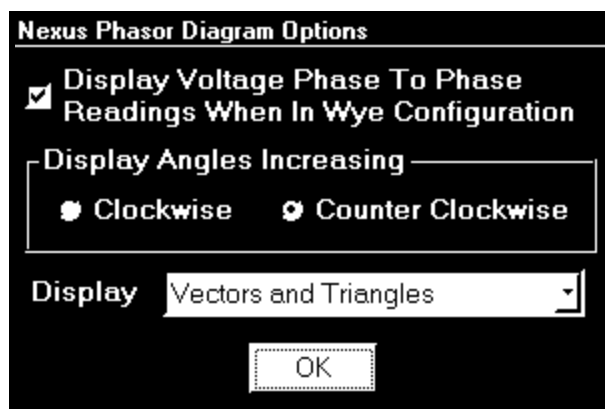 Nexus Phasor Diagram Options
Display Voltage Phase To Phase
Readings When In Wye Configuration
Display Angles Increasing
Clockwise Counter Clockwise
Display Vectors and Triangles
OK